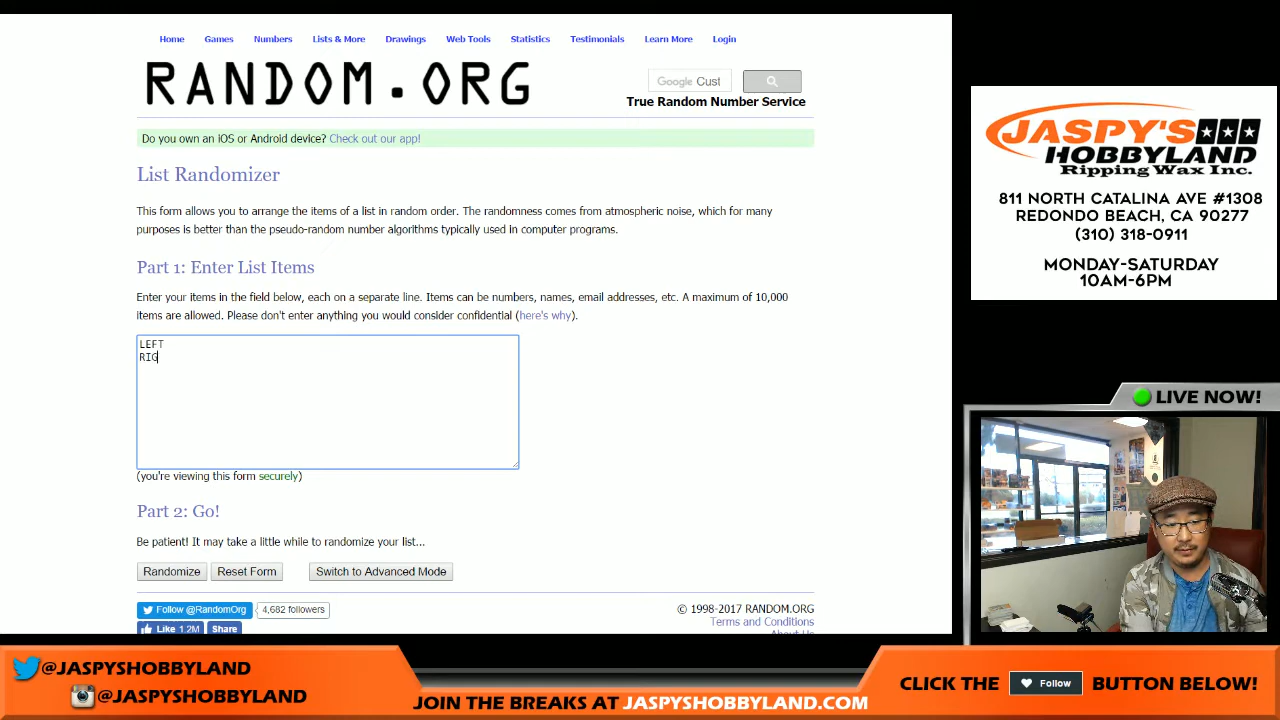 Home Games Numbers Lists & More Drawings Web Tools Statistics Testimonials Learn More Login
RANDOM.ORG
Google Cust
True Random Number Service
Do you own an iOS or Android device? Check out our app!
List Randomizer
This form allows you to arrange the items of a list in random order. The randomness comes from atmospheric noise, which for many
purposes is better than the pseudo-random number algorithms typically used in computer programs.
Part 1: Enter List Items
Enter your items in the field below, each on a separate line. Items can be numbers, names, email addresses, etc. A maximum of 10,000
items are allowed. Please don't enter anything you would consider confidential (here's why).
LEFT
RIG
(you're viewing this form securely)
Part 2: Go!
Be patient! It may take a little while to randomize your list...
Randomize Reset Form Switch to Advanced Mode
Follow @RandomOrg 4,682 followers
Like 1.2M Share
© 1998-2017 RANDOM.ORG
Terms and Conditions
About Us
JASPY'S
HOBBYLAND
Ripping Wax Inc.
811 NORTH CATALINA AVE #1308
REDONDO BEACH, CA 90277
(310) 318-0911
MONDAY-SATURDAY
10AM-6PM
LIVE NOW!
@JASPYSHOBBYLAND
@JASPYSHOBBYLAND
JOIN THE BREAKS AT JASPYSHOBBYLAND.COM
CLICK THE Follow BUTTON BELOW!